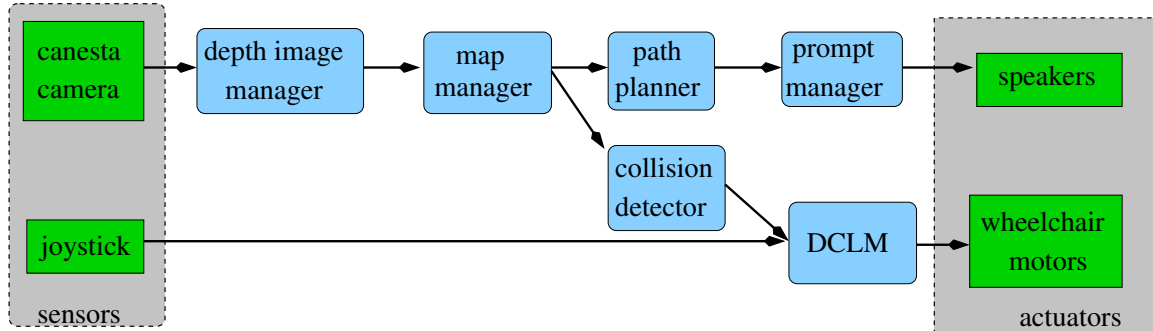 canesta
camera
depth image
manager
map
manager
path
planner
prompt
manager
speakers
collision
detector
joystick
DCLM
wheelchair
motors
sensors
actuators